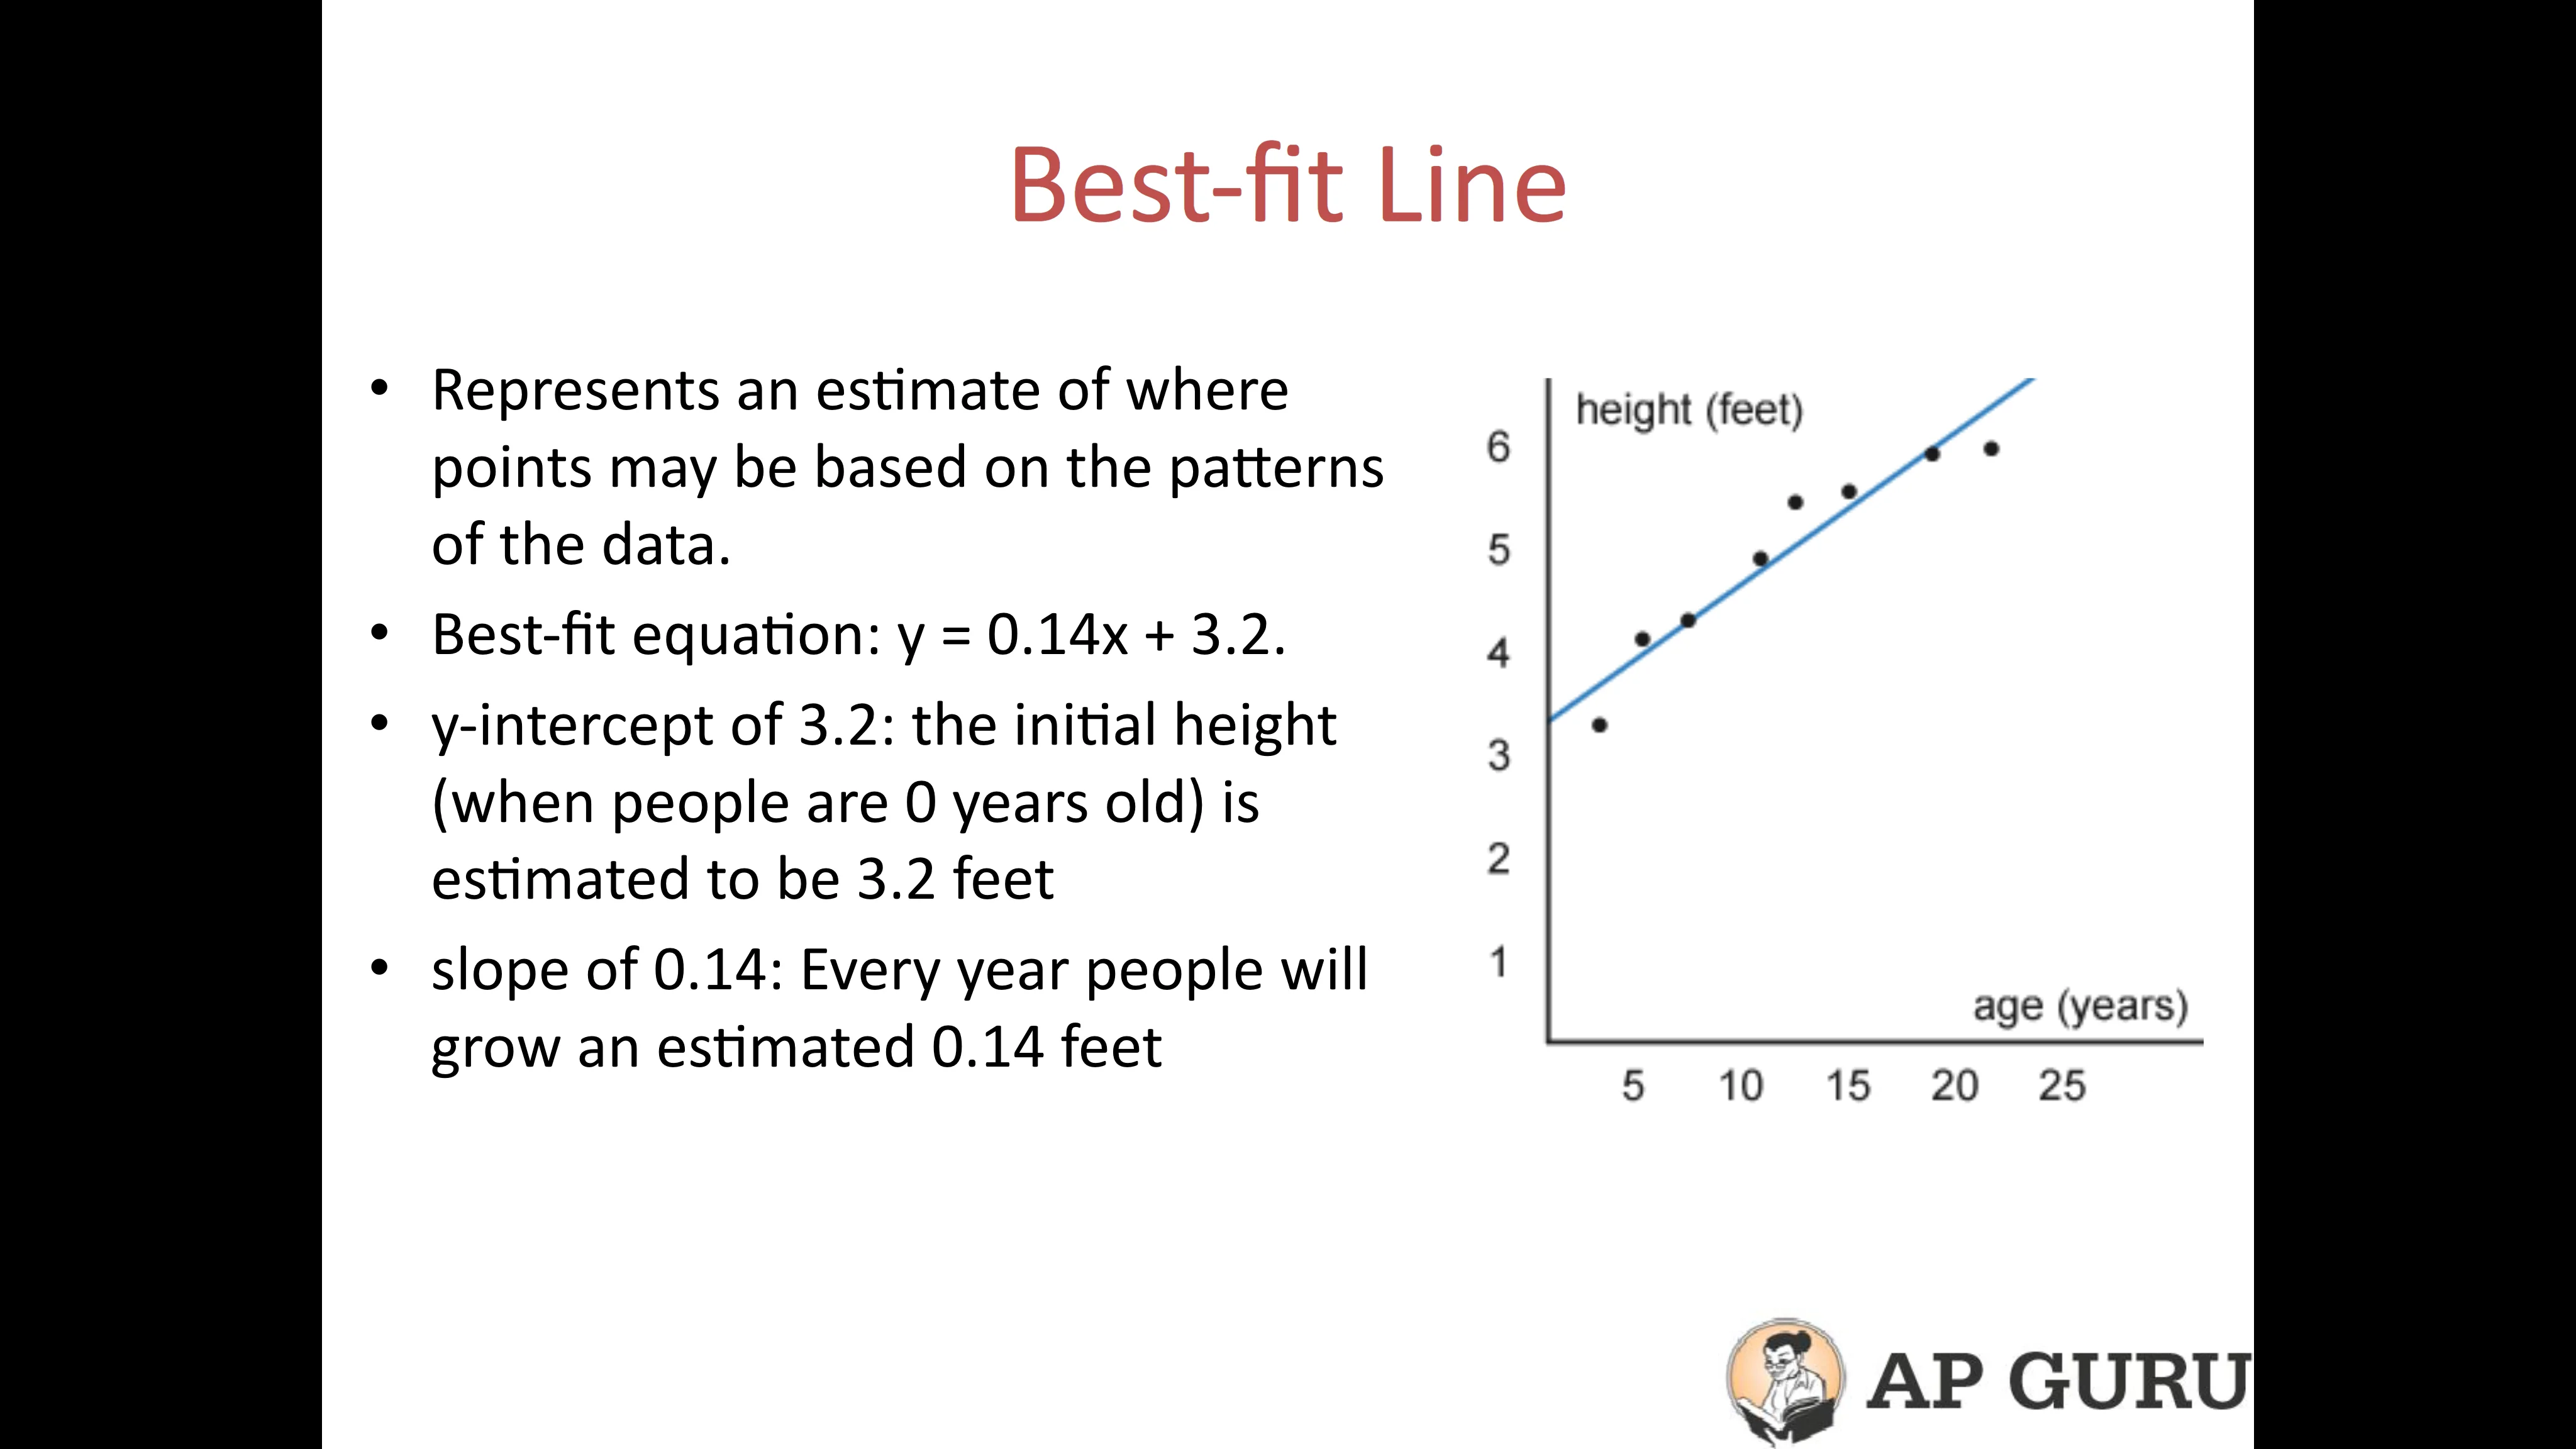 Best-fit Line
• Represents an estimate of where
points may be based on the patterns
of the data.
• Best-fit equation: y = 0.14x + 3.2.
• y-intercept of 3.2: the initial height
(when people are 0 years old) is
estimated to be 3.2 feet
• slope of 0.14: Every year people will
grow an estimated 0.14 feet
height (feet)
6
5
4
3
2
1
age (years)
5 10 15 20 25
AP GURU